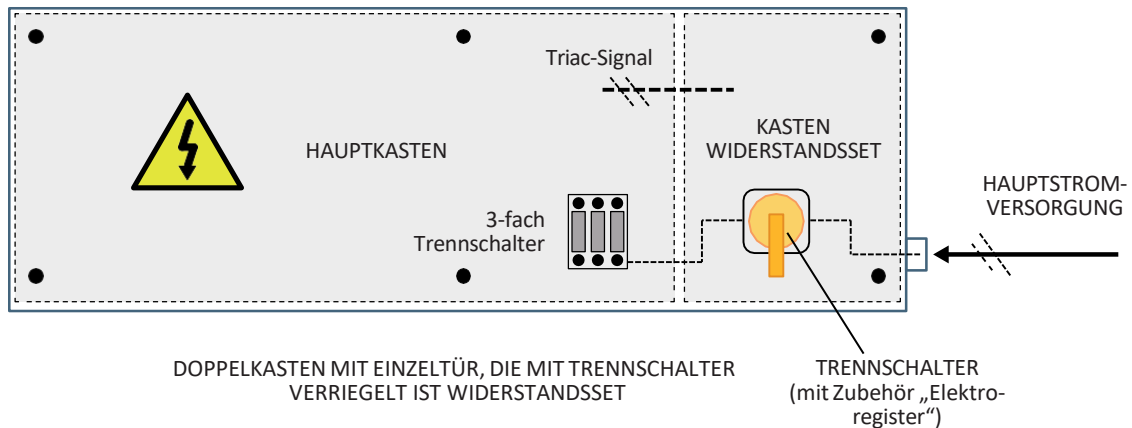 Triac-Signal
HAUPTKASTEN
KASTEN
WIDERSTANDSSET
3-fach
Trennschalter
HAUPTSTROM-
VERSORGUNG
DOPPELKASTEN MIT EINZELTÜR, DIE MIT TRENNSCHALTER
VERRIEGELT IST WIDERSTANDSSET
TRENNSCHALTER
(mit Zubehör „Elektro-
register“)